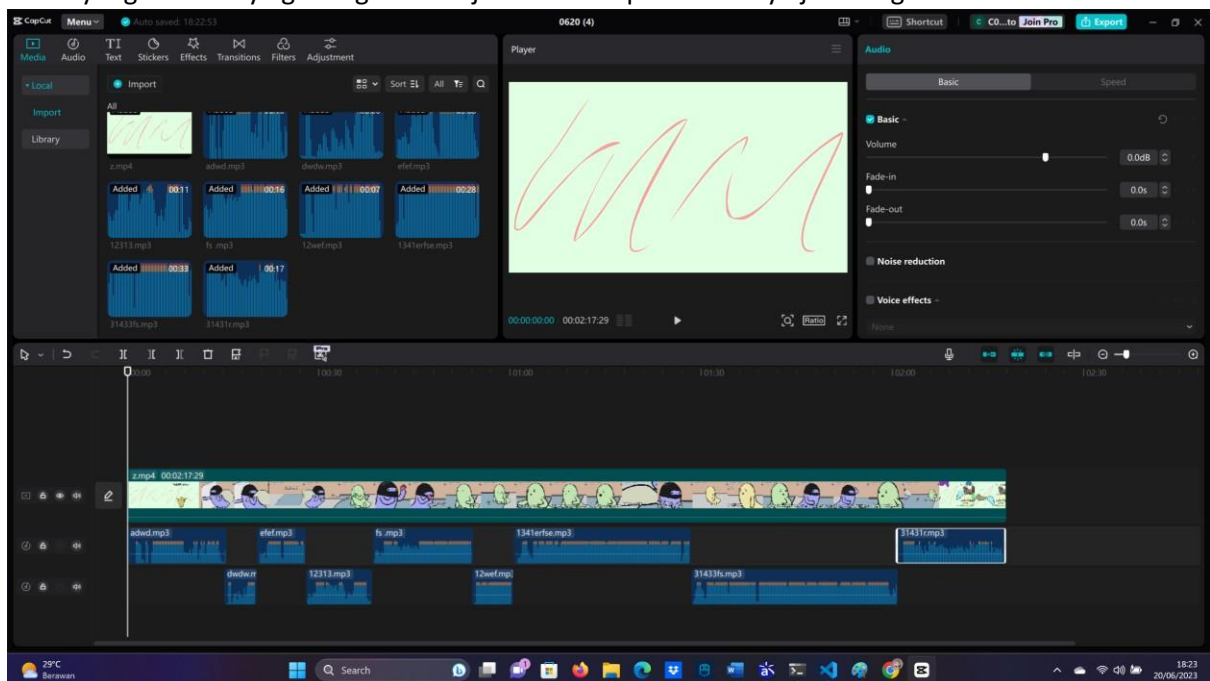 CapCut Menu Auto saved: 18:22:53 0620 (4) Shortcut C0...to Join Pro Export
Media Audio Text Stickers Effects Transitions Filters Adjustment
Local
Import
Library
Import Sort All
All
z.mp4 adwd.mp3 dwdw.mp3 efef.mp3
Added 00:11 Added 00:16 Added 00:07 Added 00:28
12313.mp3 fs .mp3 12wef.mp3 1341erfse.mp3
Added 00:33 Added 00:17
31433fs.mp3 31431r.mp3
Player
00:00:00:00 00:02:17:29 Ratio
Audio
Basic Speed
Basic
Volume
0.0dB
Fade-in
0.0s
Fade-out
0.0s
Noise reduction
Voice effects
None
00:00 00:30 01:00 01:30 02:00 02:30
z.mp4 00:02:17:29
adwd.mp3 efef.mp3 fs .mp3 1341erfse.mp3 31431r.mp3
dwdw.m 12313.mp3 12wef.mp 31433fs.mp3
29°C
Berawan
Search
18:23
20/06/2023